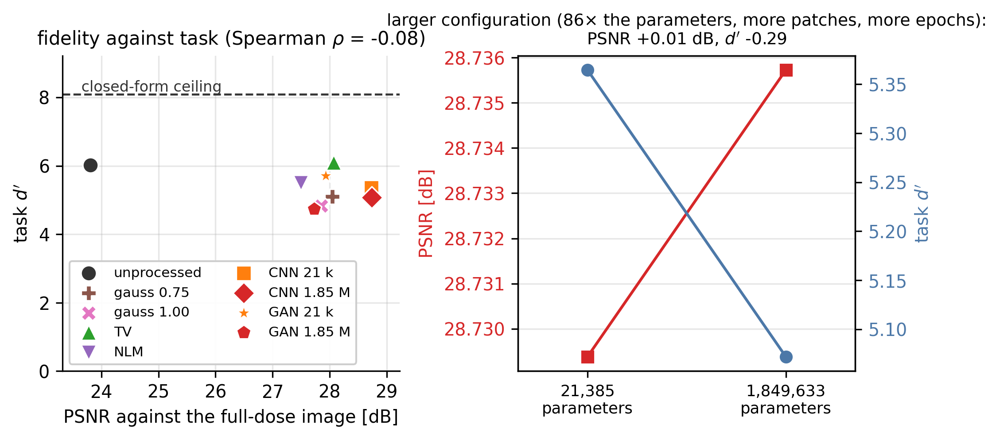 fidelity against task (Spearman ρ = -0.08)
closed-form ceiling
8
6
4
2
0
task d′
unprocessed
gauss 0.75
gauss 1.00
TV
NLM
CNN 21 k
CNN 1.85 M
GAN 21 k
GAN 1.85 M
24 25 26 27 28 29
PSNR against the full-dose image [dB]
larger configuration (86× the parameters, more patches, more epochs):
PSNR +0.01 dB, d′ -0.29
28.736
28.735
28.734
28.733
28.732
28.731
28.730
PSNR [dB]
5.35
5.30
5.25
5.20
5.15
5.10
task d′
21,385
parameters
1,849,633
parameters